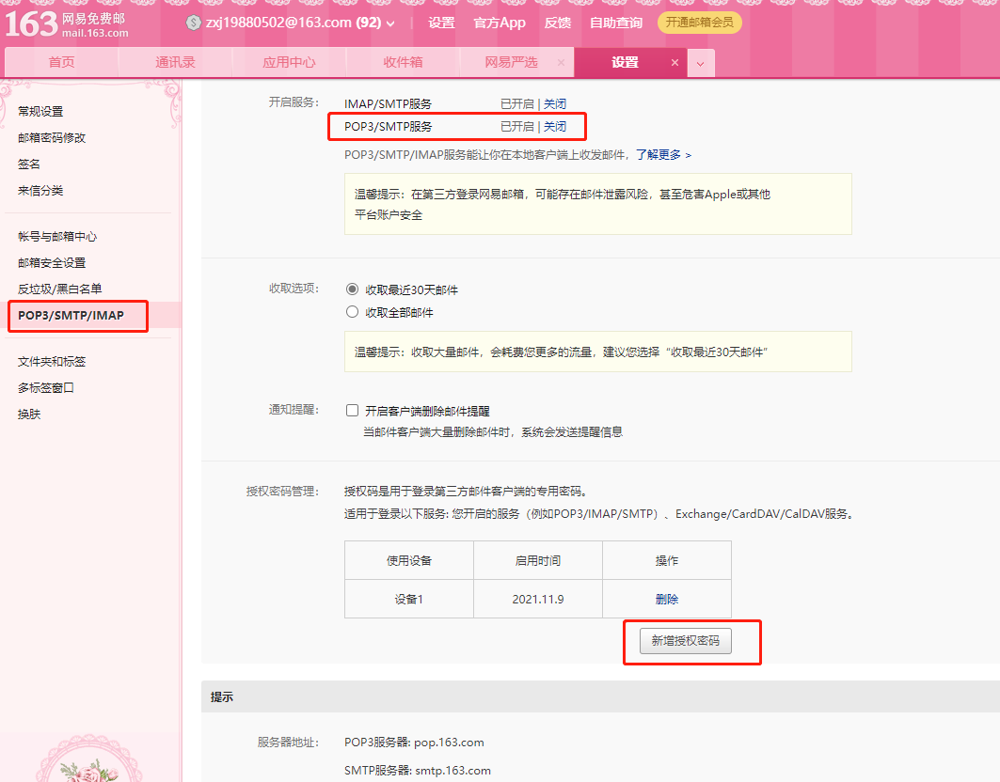 163 网易免费邮
mail.163.com
zxj19880502@163.com (92)
设置 官方App 反馈 自助查询 开通邮箱会员
首页 通讯录 应用中心 收件箱 网易严选 × 设置 ×
常规设置
邮箱密码修改
签名
来信分类
帐号与邮箱中心
邮箱安全设置
反垃圾/黑白名单
POP3/SMTP/IMAP
文件夹和标签
多标签窗口
换肤
开启服务： IMAP/SMTP服务 已开启 | 关闭
POP3/SMTP服务 已开启 | 关闭
POP3/SMTP/IMAP服务能让你在本地客户端上收发邮件，了解更多 >
温馨提示：在第三方登录网易邮箱，可能存在邮件泄露风险，甚至危害Apple或其他
平台账户安全
收取选项： 收取最近30天邮件
收取全部邮件
温馨提示：收取大量邮件，会耗费您更多的流量，建议您选择“收取最近30天邮件”
通知提醒： 开启客户端删除邮件提醒
当邮件客户端大量删除邮件时，系统会发送提醒信息
授权密码管理： 授权码是用于登录第三方邮件客户端的专用密码。
适用于登录以下服务: 您开启的服务（例如POP3/IMAP/SMTP）、Exchange/CardDAV/CalDAV服务。
使用设备 启用时间 操作
设备1 2021.11.9 删除
新增授权密码
提示
服务器地址： POP3服务器: pop.163.com
SMTP服务器: smtp.163.com